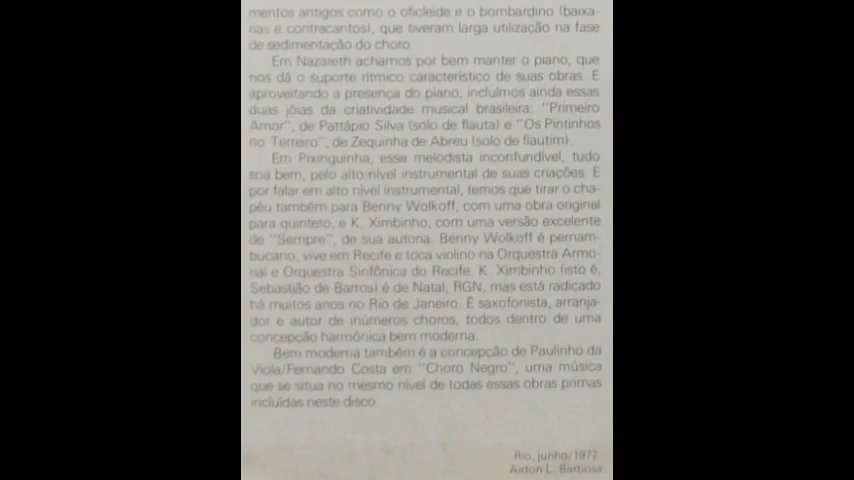 mentos antigos como o oficleide e o bombardino (baixa-
rias e contracantos), que tiveram larga utilização na fase
de sedimentação do choro.
Em Nazareth achamos por bem manter o piano, que
nos dá o suporte rítmico característico de suas obras. E
aproveitando a presença do piano, incluímos ainda essas
duas jóias da criatividade musical brasileira: "Primeiro
Amor", de Pattápio Silva (solo de flauta) e "Os Pintinhos
no Terreiro", de Zequinha de Abreu (solo de flautim).
Em Pixinguinha, esse melodista inconfundível, tudo
soa bem, pelo alto nível instrumental de suas criações. E
por falar em alto nível instrumental, temos que tirar o cha-
péu também para Benny Wolkoff, com uma obra original
para quinteto, e K. Ximbinho, com uma versão excelente
de "Sempre", de sua autoria. Benny Wolkoff é pernam-
bucano, vive em Recife e toca violino na Orquestra Armo-
rial e Orquestra Sinfônica do Recife. K. Ximbinho (isto é,
Sebastião de Barros) é de Natal, RGN, mas está radicado
há muitos anos no Rio de Janeiro. É saxofonista, arranja-
dor e autor de inúmeros choros, todos dentro de uma
concepção harmônica bem moderna.
Bem moderna também é a concepção de Paulinho da
Viola/Fernando Costa em "Choro Negro", uma música
que se situa no mesmo nível de todas essas obras primas
incluídas neste disco.
Rio, junho/1977
Airton L. Barbosa